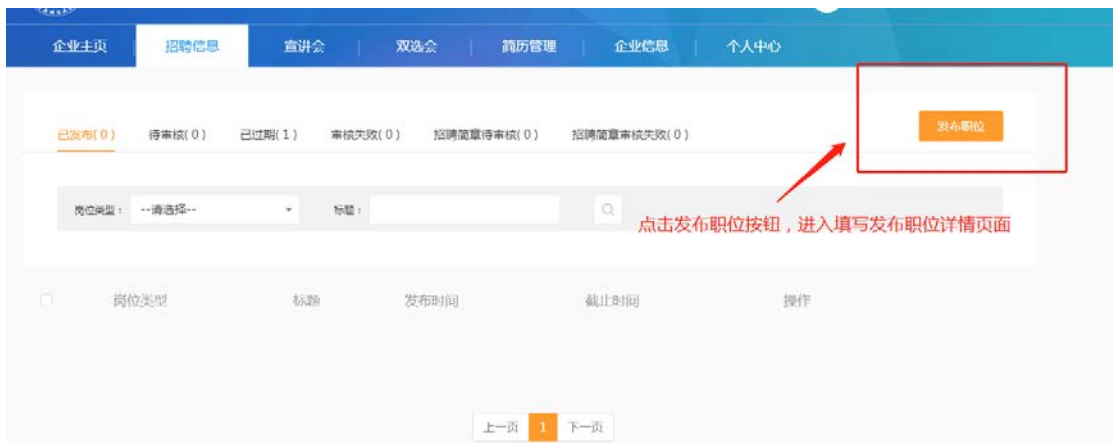 企业主页 招聘信息 宣讲会 双选会 简历管理 企业信息 个人中心
已发布(0) 待审核(0) 已过期(1) 审核失败(0) 招聘简章待审核(0) 招聘简章审核失败(0) 发布职位
岗位类型： --请选择-- 标题：
点击发布职位按钮，进入填写发布职位详情页面
岗位类型 标题 发布时间 截止时间 操作
上一页 1 下一页